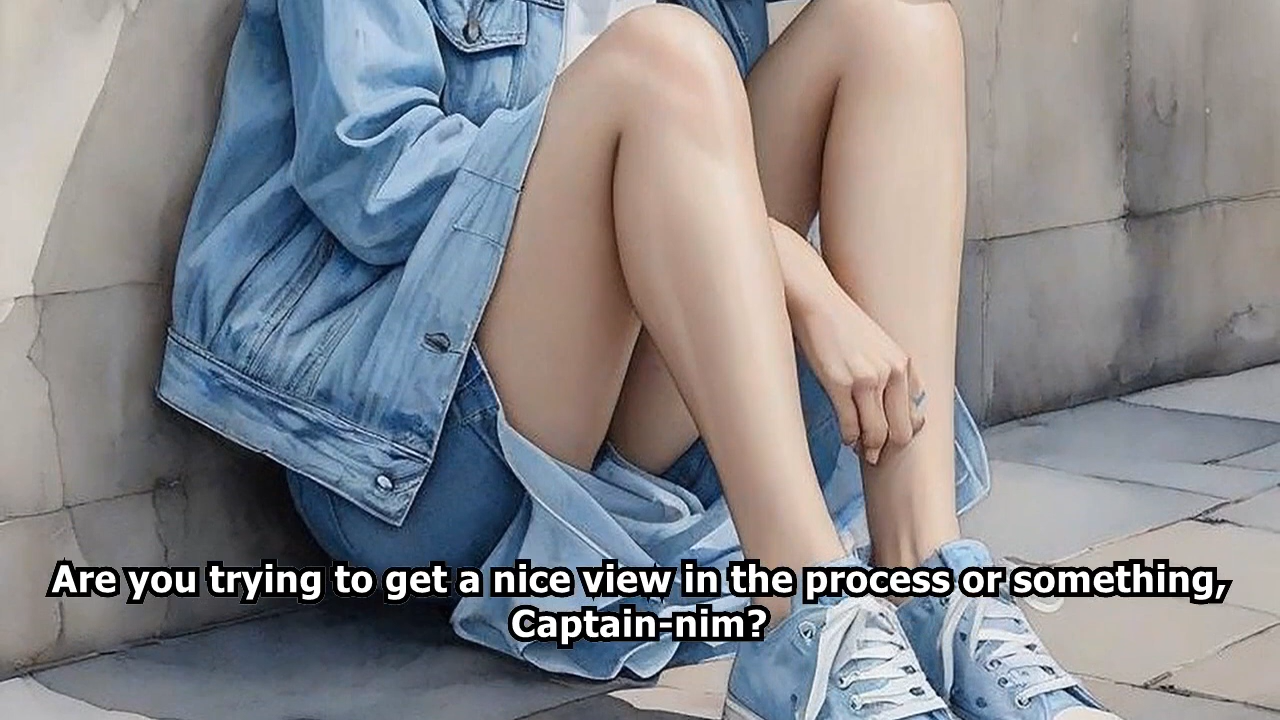 Are you trying to get a nice view in the process or something,
Captain-nim?